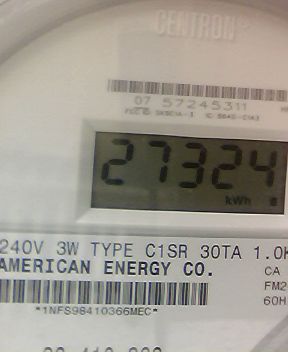 CENTRON®
07 57245311
27324
kWh
240V 3W TYPE C1SR 30TA 1.0K
AMERICAN ENERGY CO.
CA
FM2
60H
*1NFS98410366MEC*